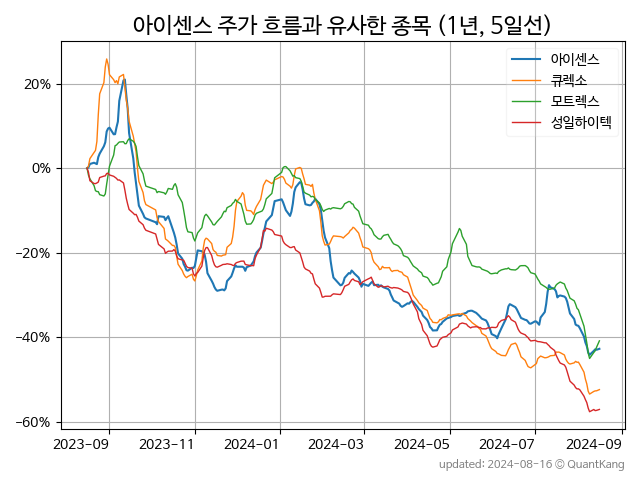 아이센스 주가 흐름과 유사한 종목 (1년, 5일선)
아이센스
큐렉소
모트렉스
성일하이텍
20%
0%
−20%
−40%
−60%
2023-09
2023-11
2024-01
2024-03
2024-05
2024-07
2024-09
updated: 2024-08-16 © QuantKang